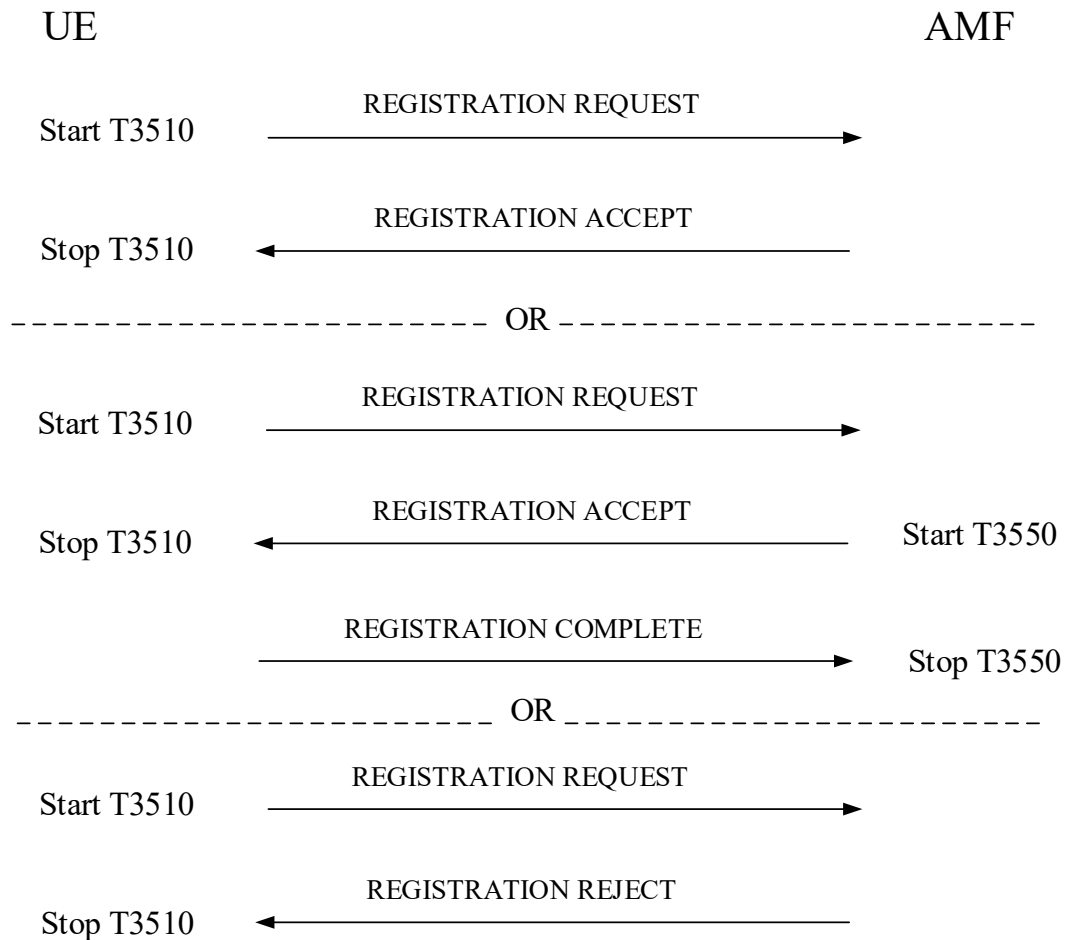 UE AMF
REGISTRATION REQUEST
Start T3510
REGISTRATION ACCEPT
Stop T3510
OR
REGISTRATION REQUEST
Start T3510
REGISTRATION ACCEPT
Stop T3510 Start T3550
REGISTRATION COMPLETE
Stop T3550
OR
REGISTRATION REQUEST
Start T3510
REGISTRATION REJECT
Stop T3510